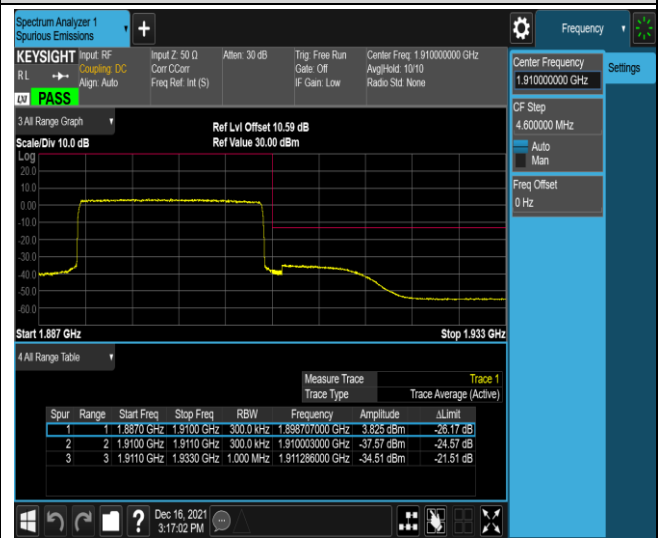 Spectrum Analyzer 1
Spurious Emissions
+
Frequency
KEYSIGHT Input: RF Input Z: 50 Ω Atten: 30 dB Trig: Free Run Center Freq: 1.910000000 GHz
RL Coupling: DC Corr CCorr Gate: Off Avg|Hold: 10/10
Align: Auto Freq Ref: Int (S) IF Gain: Low Radio Std: None
PASS
Center Frequency
1.910000000 GHz
Settings
CF Step
4.600000 MHz
Auto
Man
Freq Offset
0 Hz
3 All Range Graph
Ref Lvl Offset 10.59 dB
Scale/Div 10.0 dB Ref Value 30.00 dBm
Log
20.0
10.0
0.00
-10.0
-20.0
-30.0
-40.0
-50.0
-60.0
Start 1.887 GHz Stop 1.933 GHz
4 All Range Table
Measure Trace Trace 1
Trace Type Trace Average (Active)
Spur Range Start Freq Stop Freq RBW Frequency Amplitude ΔLimit
1 1 1.8870 GHz 1.9100 GHz 300.0 kHz 1.898707000 GHz 3.825 dBm -26.17 dB
2 2 1.9100 GHz 1.9110 GHz 300.0 kHz 1.910003000 GHz -37.57 dBm -24.57 dB
3 3 1.9110 GHz 1.9330 GHz 1.000 MHz 1.911286000 GHz -34.51 dBm -21.51 dB
? Dec 16, 2021
3:17:02 PM